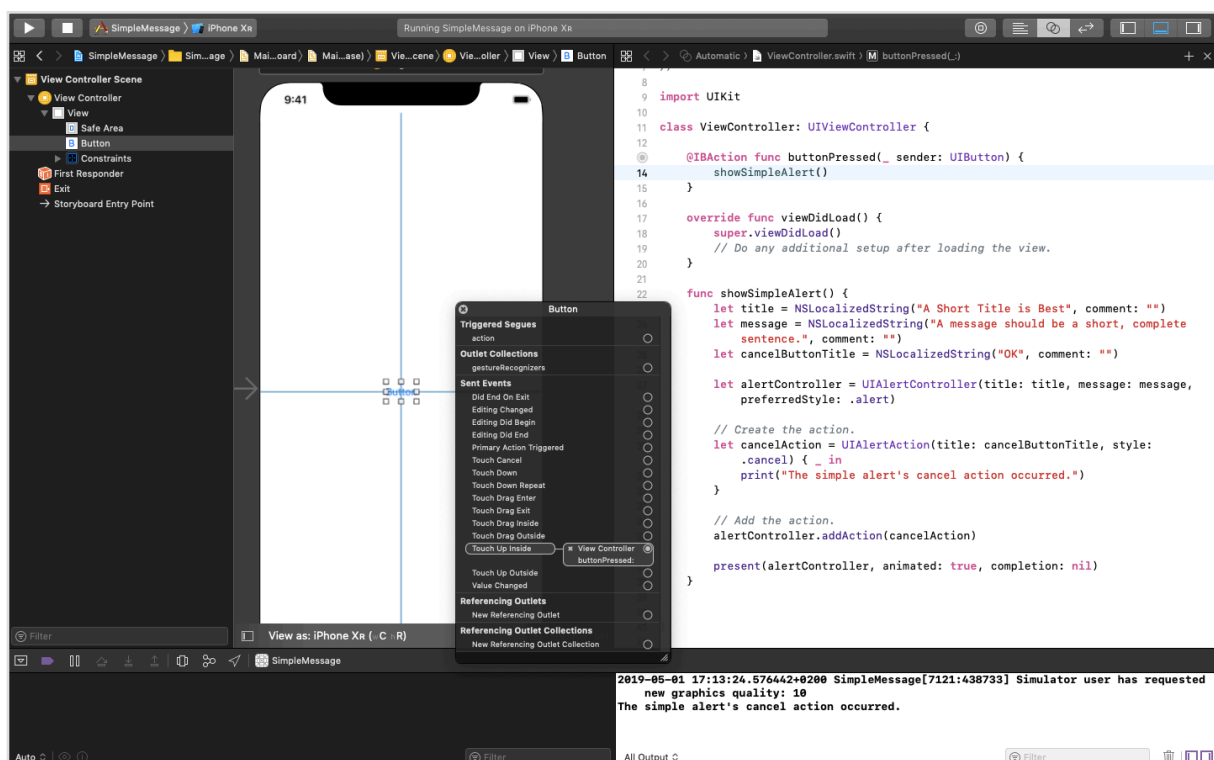 SimpleMessage 〉 iPhone XR
Running SimpleMessage on iPhone XR
SimpleMessage 〉 Sim...age 〉 Mai...oard 〉 Mai...ase) 〉 Vie...cene 〉 Vie...oller 〉 View 〉 B Button
Automatic 〉 ViewController.swift 〉 M buttonPressed(_:)
View Controller Scene
View Controller
View
Safe Area
B Button
Constraints
First Responder
Exit
Storyboard Entry Point
Filter
9:41
Button
View as: iPhone XR (wC hR)
Button
Triggered Segues
action
Outlet Collections
gestureRecognizers
Sent Events
Did End On Exit
Editing Changed
Editing Did Begin
Editing Did End
Primary Action Triggered
Touch Cancel
Touch Down
Touch Down Repeat
Touch Drag Enter
Touch Drag Exit
Touch Drag Inside
Touch Drag Outside
Touch Up Inside
View Controller
buttonPressed:
Touch Up Outside
Value Changed
Referencing Outlets
New Referencing Outlet
Referencing Outlet Collections
New Referencing Outlet Collection
8
9 import UIKit
10
11 class ViewController: UIViewController {
12
@IBAction func buttonPressed(_ sender: UIButton) {
14 showSimpleAlert()
15 }
16
17 override func viewDidLoad() {
18 super.viewDidLoad()
19 // Do any additional setup after loading the view.
20 }
21
22 func showSimpleAlert() {
let title = NSLocalizedString("A Short Title is Best", comment: "")
let message = NSLocalizedString("A message should be a short, complete
sentence.", comment: "")
let cancelButtonTitle = NSLocalizedString("OK", comment: "")
let alertController = UIAlertController(title: title, message: message,
preferredStyle: .alert)
// Create the action.
let cancelAction = UIAlertAction(title: cancelButtonTitle, style:
.cancel) { _ in
print("The simple alert's cancel action occurred.")
}
// Add the action.
alertController.addAction(cancelAction)
present(alertController, animated: true, completion: nil)
}
SimpleMessage
2019-05-01 17:13:24.576442+0200 SimpleMessage[7121:438733] Simulator user has requested
new graphics quality: 10
The simple alert's cancel action occurred.
Auto
Filter
All Output
Filter